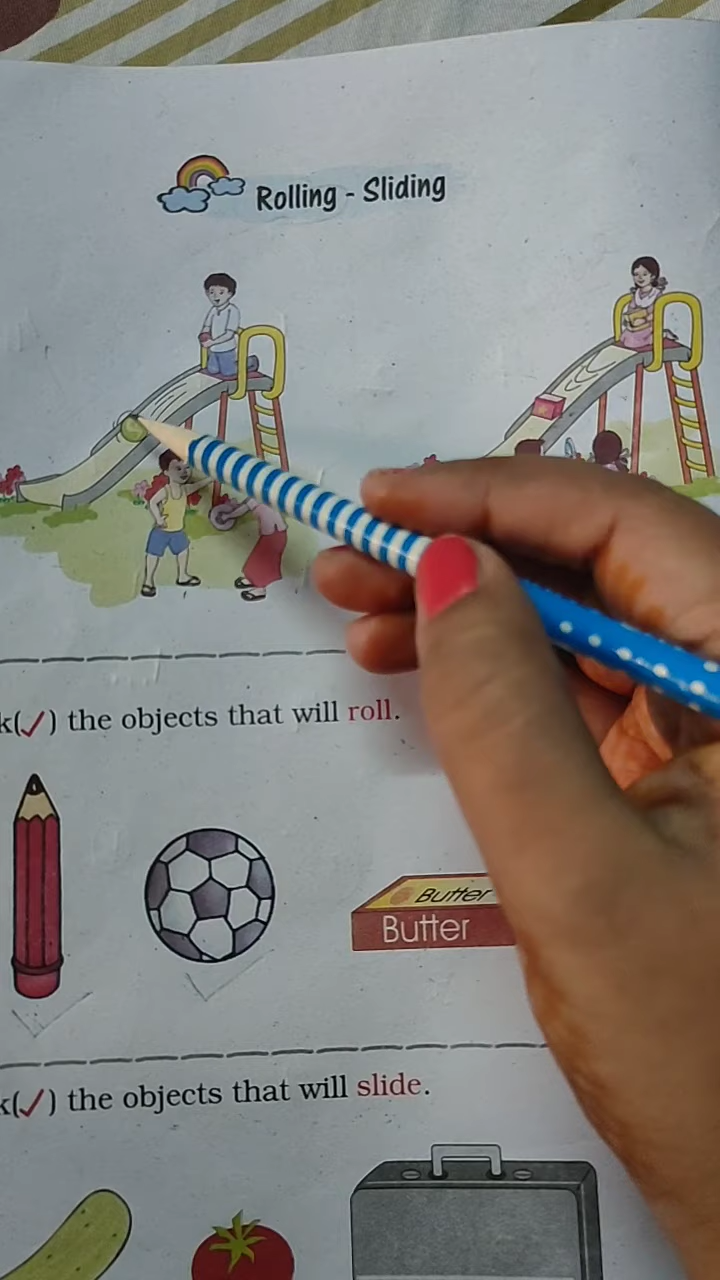 Rolling - Sliding
k(✓) the objects that will roll.
Butter
Butter
k(✓) the objects that will slide.